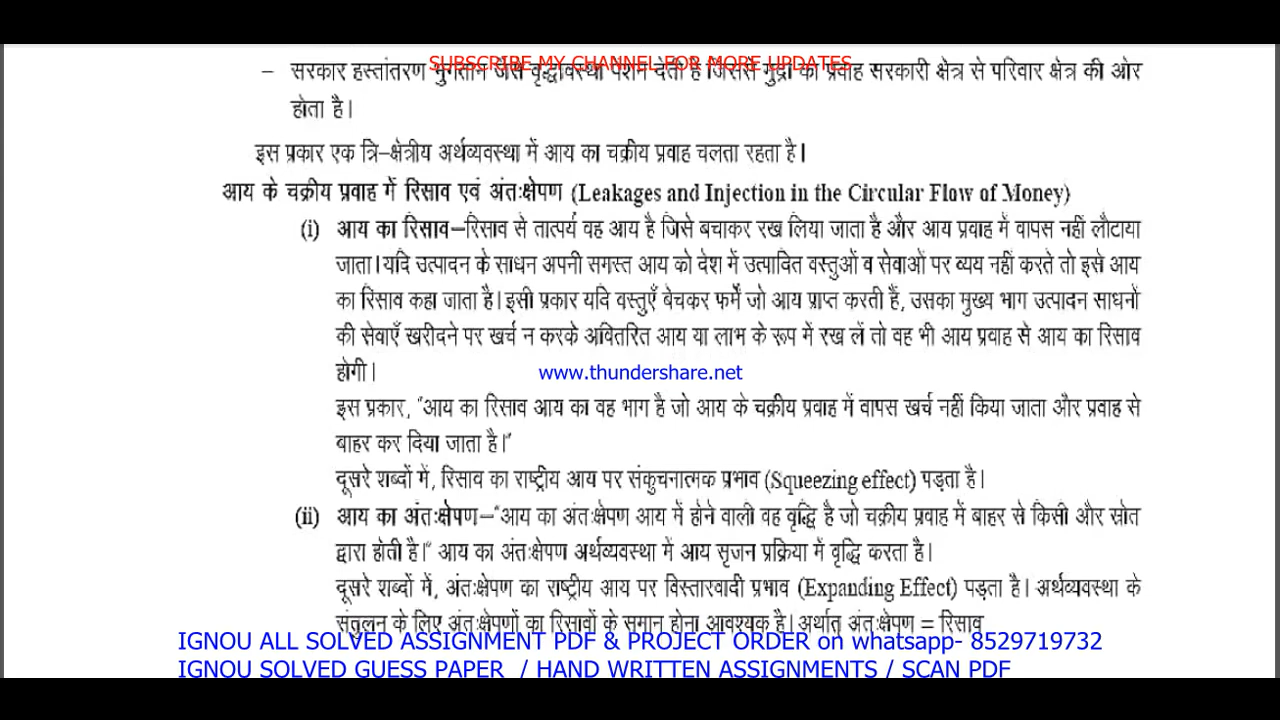 SUBSCRIBE MY CHANNEL FOR MORE UPDATES
– सरकार हस्तांतरण भुगतान जैसे वृद्धावस्था पेंशन देती है जिससे मुद्रा का प्रवाह सरकारी क्षेत्र से परिवार क्षेत्र की ओर
होता है।
इस प्रकार एक त्रि–क्षेत्रीय अर्थव्यवस्था में आय का चक्रीय प्रवाह चलता रहता है।
आय के चक्रीय प्रवाह में रिसाव एवं अंतःक्षेपण (Leakages and Injection in the Circular Flow of Money)
(i) आय का रिसाव–रिसाव से तात्पर्य वह आय है जिसे बचाकर रख लिया जाता है और आय प्रवाह में वापस नहीं लौटाया
जाता। यदि उत्पादन के साधन अपनी समस्त आय को देश में उत्पादित वस्तुओं व सेवाओं पर व्यय नहीं करते तो इसे आय
का रिसाव कहा जाता है। इसी प्रकार यदि वस्तुएँ बेचकर फर्में जो आय प्राप्त करती हैं, उसका मुख्य भाग उत्पादन साधनों
की सेवाएँ खरीदने पर खर्च न करके अवितरित आय या लाभ के रूप में रख लें तो वह भी आय प्रवाह से आय का रिसाव
होगी।
www.thundershare.net
इस प्रकार, "आय का रिसाव आय का वह भाग है जो आय के चक्रीय प्रवाह में वापस खर्च नहीं किया जाता और प्रवाह से
बाहर कर दिया जाता है।"
दूसरे शब्दों में, रिसाव का राष्ट्रीय आय पर संकुचनात्मक प्रभाव (Squeezing effect) पड़ता है।
(ii) आय का अंतःक्षेपण–"आय का अंतःक्षेपण आय में होने वाली वह वृद्धि है जो चक्रीय प्रवाह में बाहर से किसी और स्रोत
द्वारा होती है।" आय का अंतःक्षेपण अर्थव्यवस्था में आय सृजन प्रक्रिया में वृद्धि करता है।
दूसरे शब्दों में, अंतःक्षेपण का राष्ट्रीय आय पर विस्तारवादी प्रभाव (Expanding Effect) पड़ता है। अर्थव्यवस्था के
संतुलन के लिए अंतःक्षेपणों का रिसावों के समान होना आवश्यक है। अर्थात् अंतःक्षेपण = रिसाव
IGNOU ALL SOLVED ASSIGNMENT PDF & PROJECT ORDER on whatsapp- 8529719732
IGNOU SOLVED GUESS PAPER / HAND WRITTEN ASSIGNMENTS / SCAN PDF